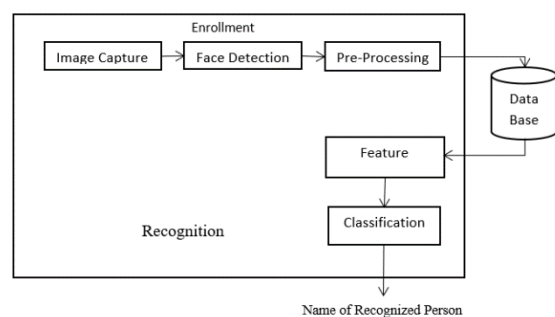 Enrollment
Image Capture
Face Detection
Pre-Processing
Data
Base
Feature
Classification
Recognition
Name of Recognized Person